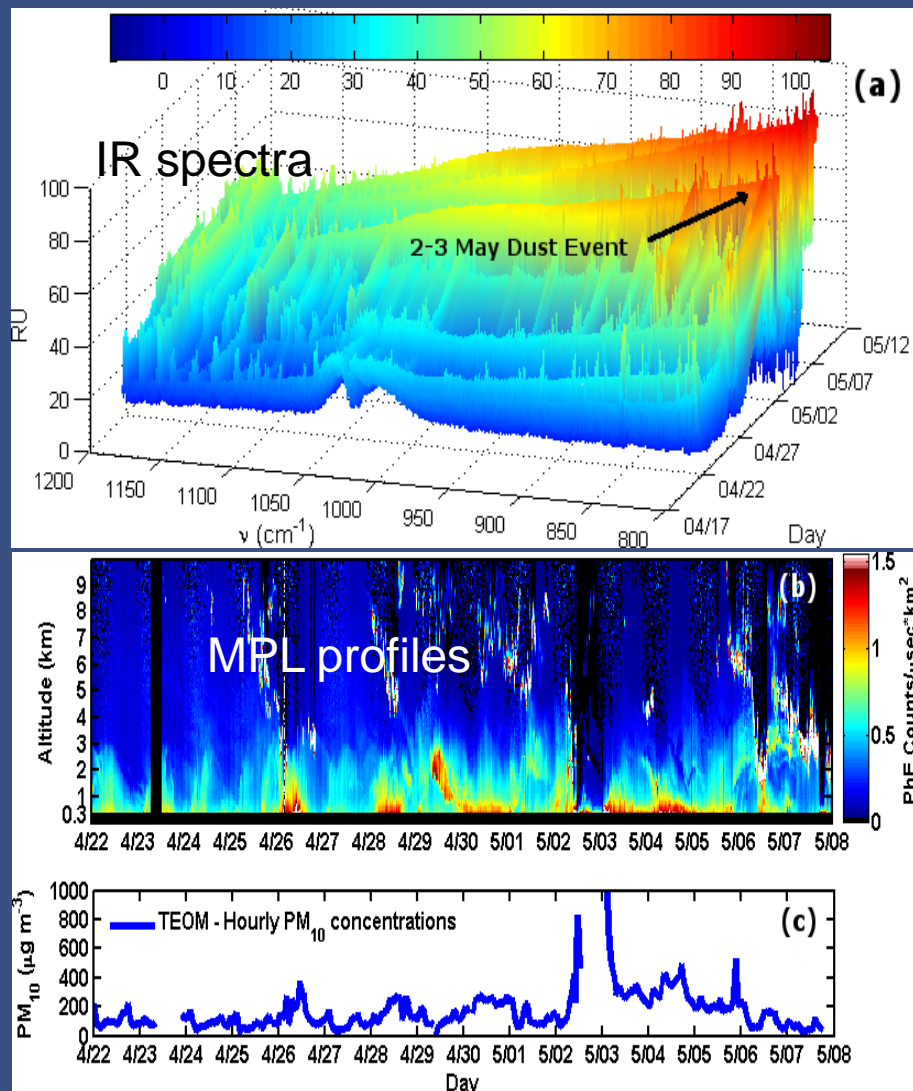 0 10 20 30 40 50 60 70 80 90 100
(a)
IR spectra
2-3 May Dust Event
100
80
60
40
20
0
RU
1200 1150 1100 1050 1000 950 900 850 800
ν (cm-1)
04/17 04/22 04/27 05/02 05/07 05/12
Day
(b)
MPL profiles
Altitude (km)
9
8
7
6
5
4
3
2
1
0.3
4/22 4/23 4/24 4/25 4/26 4/27 4/28 4/29 4/30 5/01 5/02 5/03 5/04 5/05 5/06 5/07 5/08
1.5
1
0.5
0
PhE Counts/μsec*km2
(c)
TEOM - Hourly PM10 concentrations
PM10 (μg m-3)
1000
800
600
400
200
0
4/22 4/23 4/24 4/25 4/26 4/27 4/28 4/29 4/30 5/01 5/02 5/03 5/04 5/05 5/06 5/07 5/08
Day